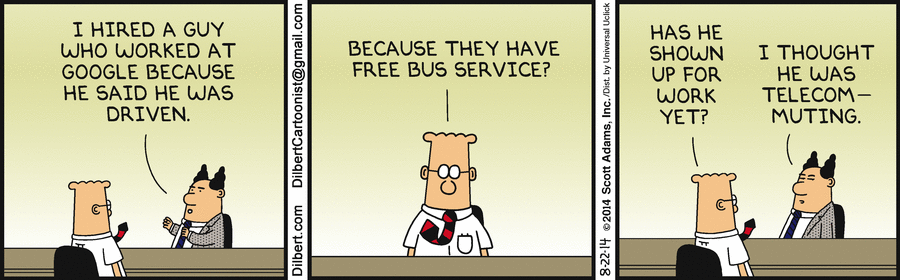 I HIRED A GUY
WHO WORKED AT
GOOGLE BECAUSE
HE SAID HE WAS
DRIVEN.
Dilbert.com DilbertCartoonist@gmail.com
BECAUSE THEY HAVE
FREE BUS SERVICE?
8-22-14 ©2014 Scott Adams, Inc. /Dist. by Universal Uclick
HAS HE
SHOWN
UP FOR
WORK
YET?
I THOUGHT
HE WAS
TELECOM-
MUTING.